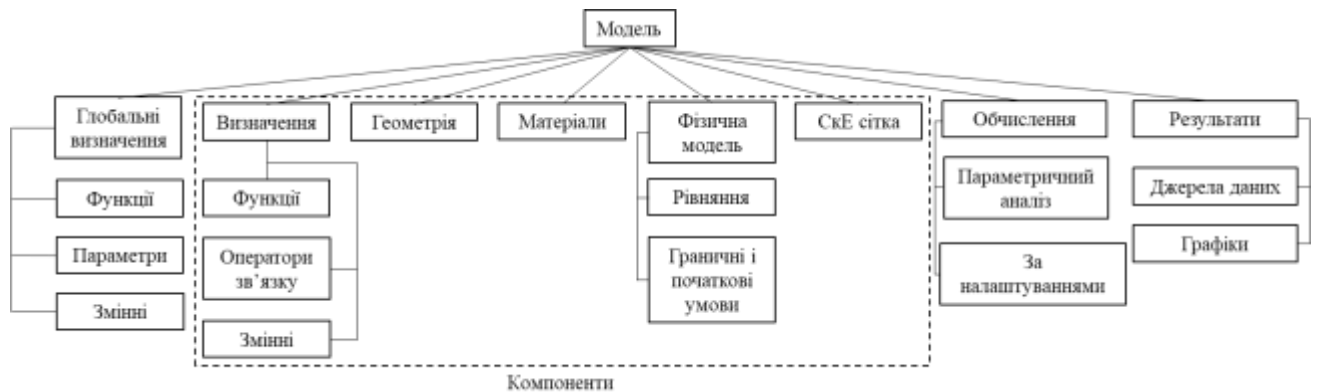 Модель
Глобальні
визначення
Функції
Параметри
Змінні
Визначення
Функції
Оператори
зв’язку
Змінні
Геометрія
Матеріали
Фізична
модель
Рівняння
Граничні і
початкові
умови
СкЕ сітка
Компоненти
Обчислення
Параметричний
аналіз
За
налаштуваннями
Результати
Джерела даних
Графіки